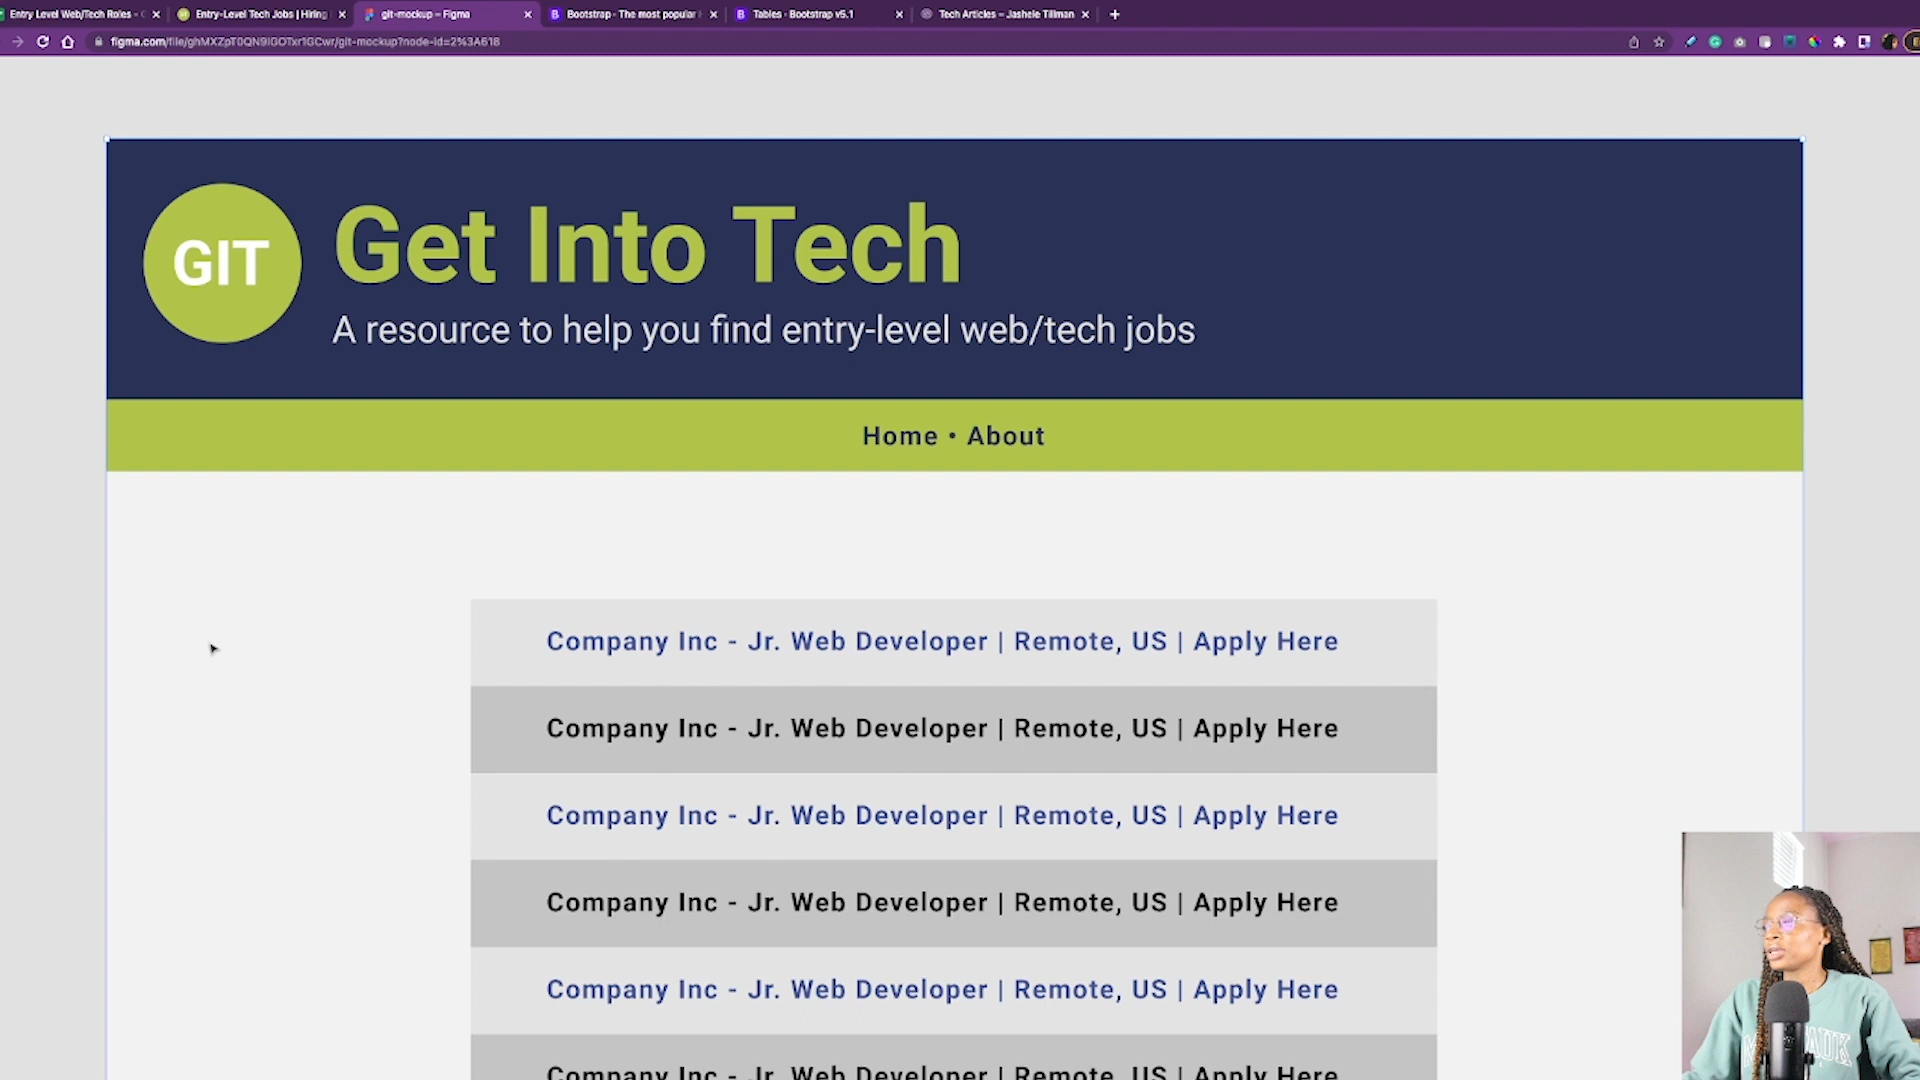 Entry Level Web/Tech Roles -
Entry-Level Tech Jobs | Hiring
git-mockup – Figma
Bootstrap · The most popular
Tables · Bootstrap v5.1
Tech Articles – Jashele Tillman
figma.com/file/ghMXZpT0QN9IGOTxr1GCwr/git-mockup?node-id=2%3A618
GIT
Get Into Tech
A resource to help you find entry-level web/tech jobs
Home • About
Company Inc - Jr. Web Developer | Remote, US | Apply Here
Company Inc - Jr. Web Developer | Remote, US | Apply Here
Company Inc - Jr. Web Developer | Remote, US | Apply Here
Company Inc - Jr. Web Developer | Remote, US | Apply Here
Company Inc - Jr. Web Developer | Remote, US | Apply Here
Company Inc - Jr. Web Developer | Remote, US | Apply Here